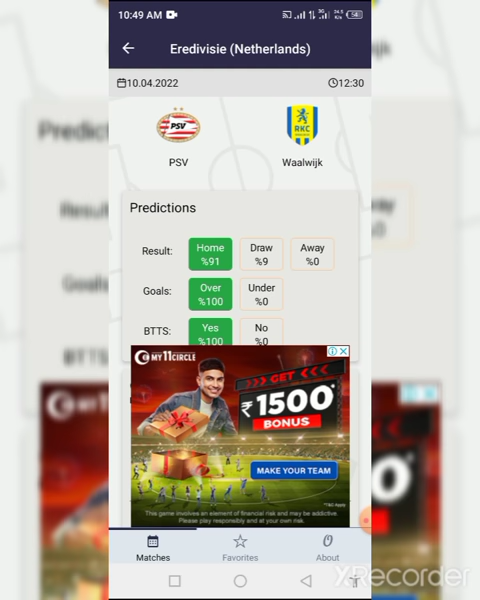 10:49 AM
Eredivisie (Netherlands)
10.04.2022
12:30
PSV
RKC
PSV
Waalwijk
Predictions
Result:
Home
%91
Draw
%9
Away
%0
Goals:
Over
%100
Under
%0
BTTS:
Yes
%100
No
%0
MY11CIRCLE
GET
₹1500*
BONUS
MAKE YOUR TEAM
*T&C Apply
This game involves an element of financial risk and may be addictive.
Please play responsibly and at your own risk.
Matches
Favorites
About
XRecorder